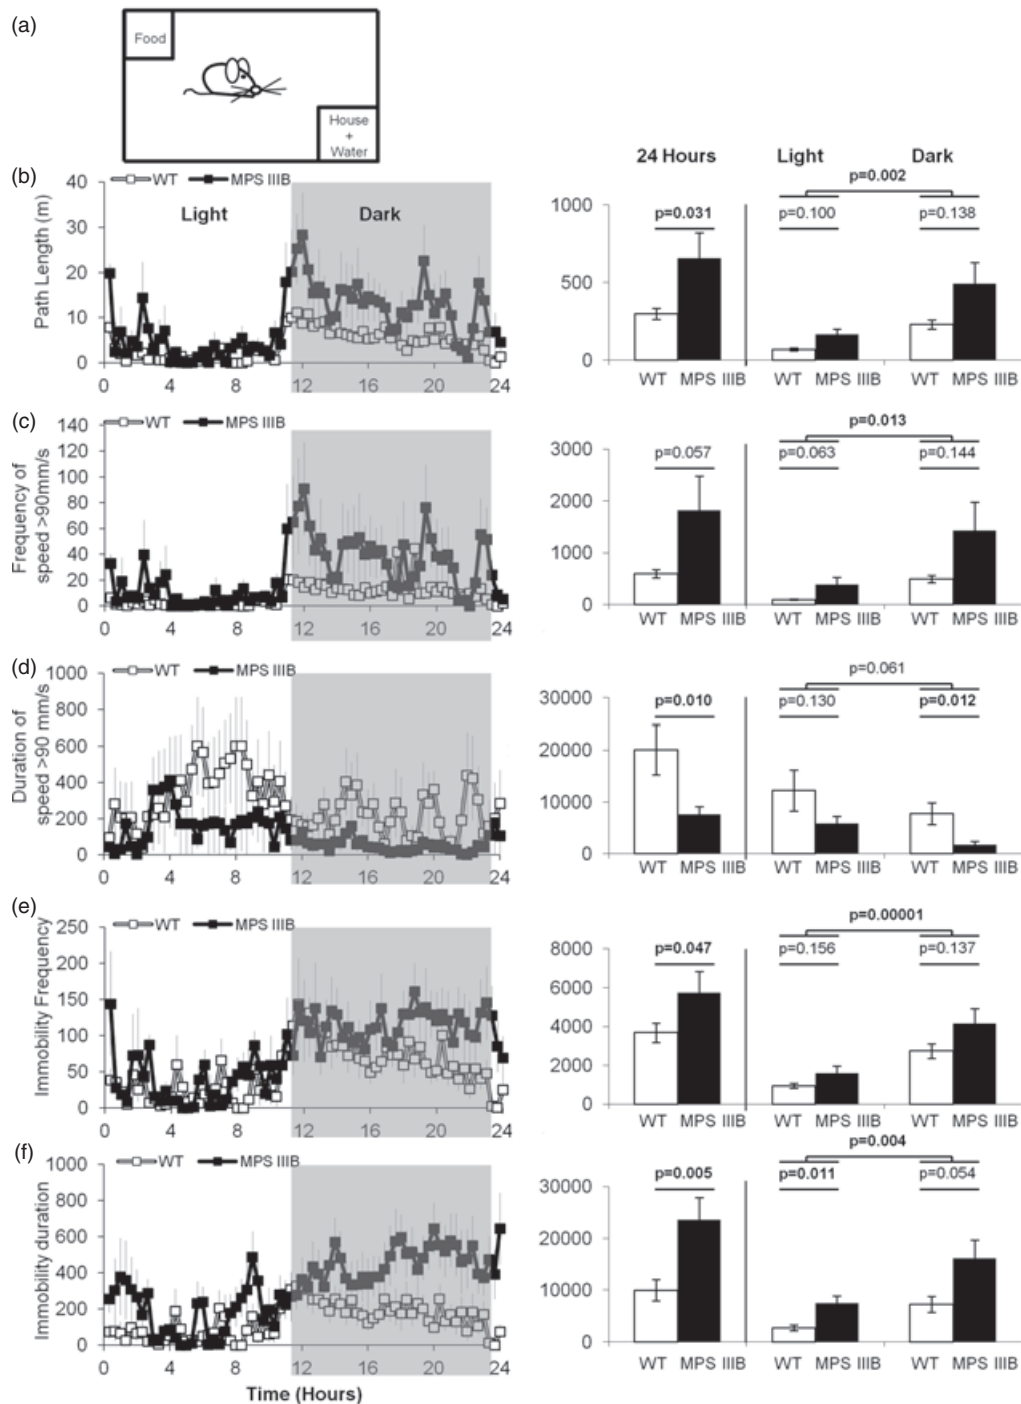 (a)
Food
House
+
Water
24 Hours Light Dark
(b)
WT MPS IIIB
Light Dark
Path Length (m)
40
30
20
10
0
0 4 8 12 16 20 24
p=0.002
p=0.031 p=0.100 p=0.138
1000
500
0
WT MPS IIIB WT MPS IIIB WT MPS IIIB
(c)
WT MPS IIIB
Frequency of
speed >90mm/s
140
120
100
80
60
40
20
0
0 4 8 12 16 20 24
p=0.013
p=0.057 p=0.063 p=0.144
3000
2000
1000
0
WT MPS IIIB WT MPS IIIB WT MPS IIIB
(d)
WT MPS IIIB
Duration of
speed >90 mm/s
1000
800
600
400
200
0
0 4 8 12 16 20 24
p=0.061
p=0.010 p=0.130 p=0.012
30000
20000
10000
0
WT MPS IIIB WT MPS IIIB WT MPS IIIB
(e)
WT MPS IIIB
Immobility Frequency
250
200
150
100
50
0
0 4 8 12 16 20 24
p=0.00001
p=0.047 p=0.156 p=0.137
8000
6000
4000
2000
0
WT MPS IIIB WT MPS IIIB WT MPS IIIB
(f)
WT MPS IIIB
Immobility duration
1000
800
600
400
200
0
0 4 8 12 16 20 24
Time (Hours)
p=0.004
p=0.005 p=0.011 p=0.054
30000
20000
10000
0
WT MPS IIIB WT MPS IIIB WT MPS IIIB